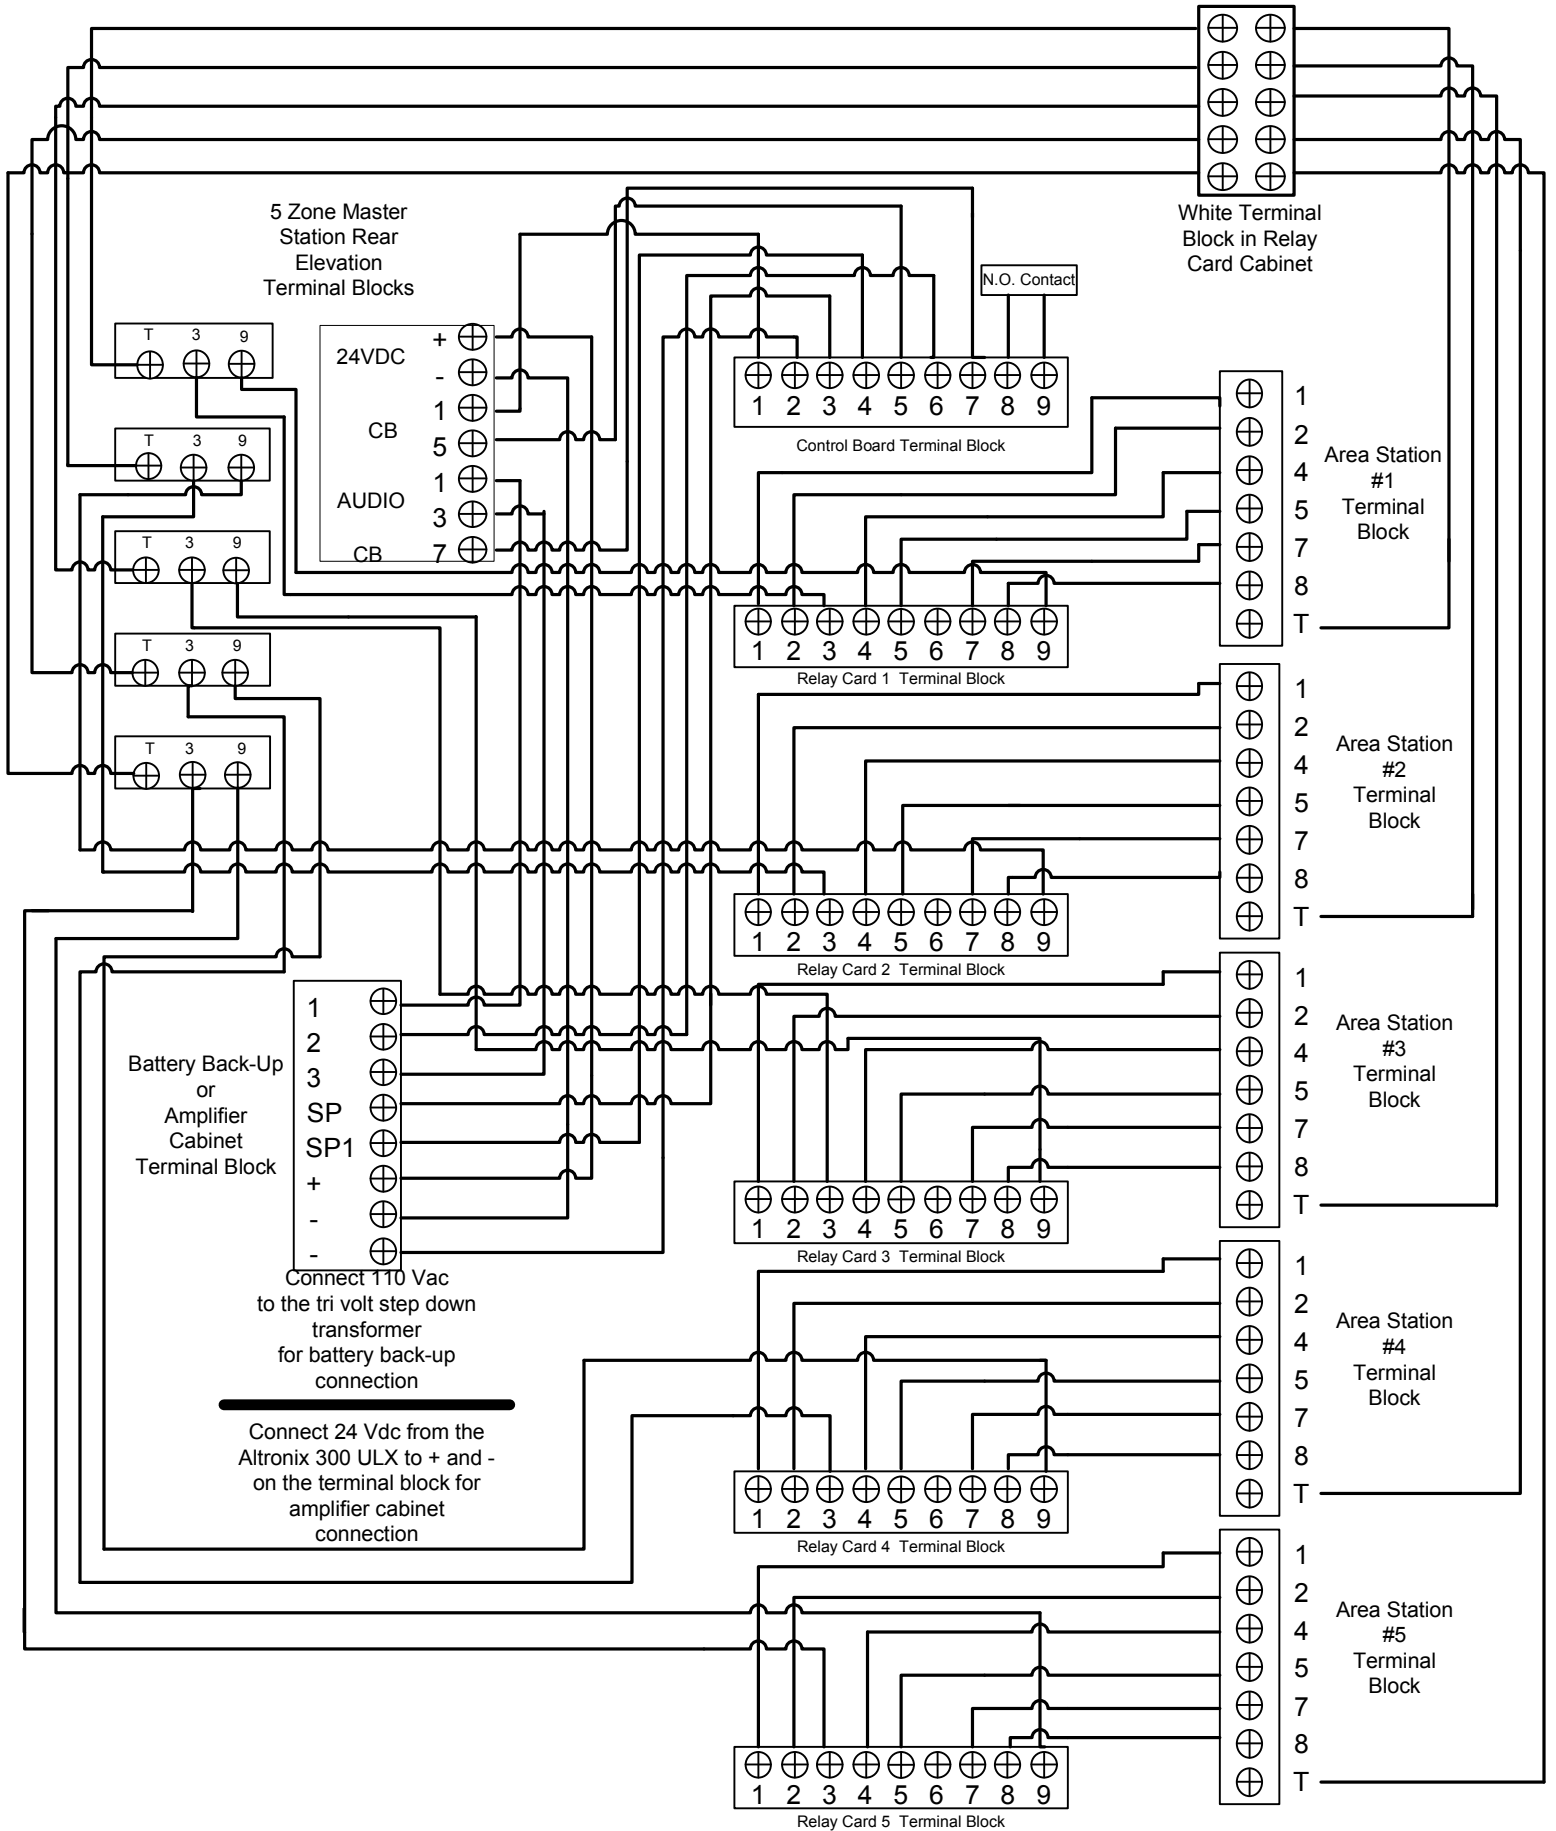 5 Zone Master
Station Rear
Elevation
Terminal Blocks
White Terminal
Block in Relay
Card Cabinet
N.O. Contact
T 3 9
T 3 9
T 3 9
T 3 9
T 3 9
24VDC
+
-
CB
1
5
AUDIO
1
3
CB
7
1 2 3 4 5 6 7 8 9
Control Board Terminal Block
1
2
4
5
7
8
T
Area Station
#1
Terminal
Block
1 2 3 4 5 6 7 8 9
Relay Card 1 Terminal Block
1
2
4
5
7
8
T
Area Station
#2
Terminal
Block
1 2 3 4 5 6 7 8 9
Relay Card 2 Terminal Block
1
2
3
SP
SP1
+
-
-
Battery Back-Up
or
Amplifier
Cabinet
Terminal Block
1
2
4
5
7
8
T
Area Station
#3
Terminal
Block
1 2 3 4 5 6 7 8 9
Relay Card 3 Terminal Block
Connect 110 Vac
to the tri volt step down
transformer
for battery back-up
connection
Connect 24 Vdc from the
Altronix 300 ULX to + and -
on the terminal block for
amplifier cabinet
connection
1
2
4
5
7
8
T
Area Station
#4
Terminal
Block
1 2 3 4 5 6 7 8 9
Relay Card 4 Terminal Block
1
2
4
5
7
8
T
Area Station
#5
Terminal
Block
1 2 3 4 5 6 7 8 9
Relay Card 5 Terminal Block